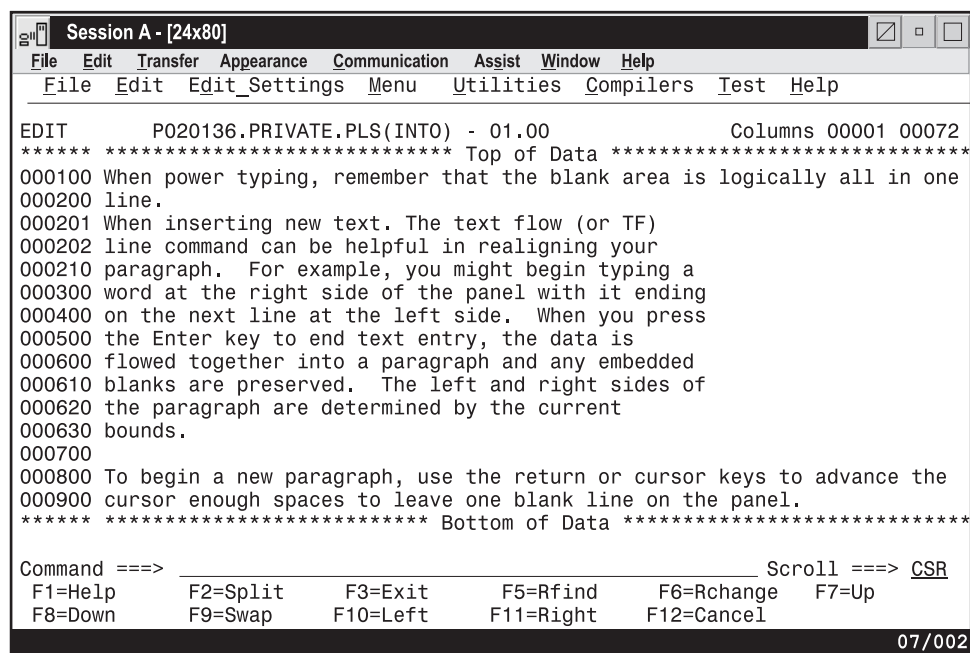 Session A - [24x80]
File Edit Transfer Appearance Communication Assist Window Help
File Edit Edit_Settings Menu Utilities Compilers Test Help
EDIT P020136.PRIVATE.PLS(INTO) - 01.00 Columns 00001 00072
****** ***************************** Top of Data ******************************
000100 When power typing, remember that the blank area is logically all in one
000200 line.
000201 When inserting new text. The text flow (or TF)
000202 line command can be helpful in realigning your
000210 paragraph.  For example, you might begin typing a
000300 word at the right side of the panel with it ending
000400 on the next line at the left side.  When you press
000500 the Enter key to end text entry, the data is
000600 flowed together into a paragraph and any embedded
000610 blanks are preserved.  The left and right sides of
000620 the paragraph are determined by the current
000630 bounds.
000700
000800 To begin a new paragraph, use the return or cursor keys to advance the
000900 cursor enough spaces to leave one blank line on the panel.
****** *************************** Bottom of Data *****************************
Command ===> Scroll ===> CSR
F1=Help F2=Split F3=Exit F5=Rfind F6=Rchange F7=Up
F8=Down F9=Swap F10=Left F11=Right F12=Cancel
07/002